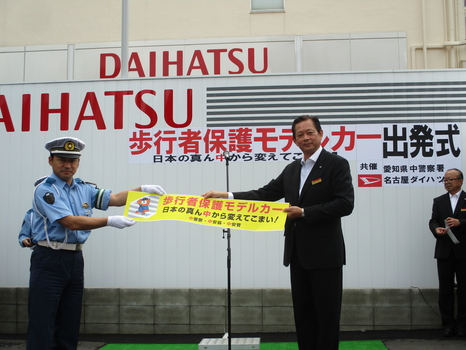 DAIHATSU
AIHATSU
歩行者保護モデルカー出発式
日本の真ん中から変えてこまい!
共催 愛知県中警察署
名古屋ダイハツ
歩行者保護モデルカー
日本の真ん中から変えてこまい!